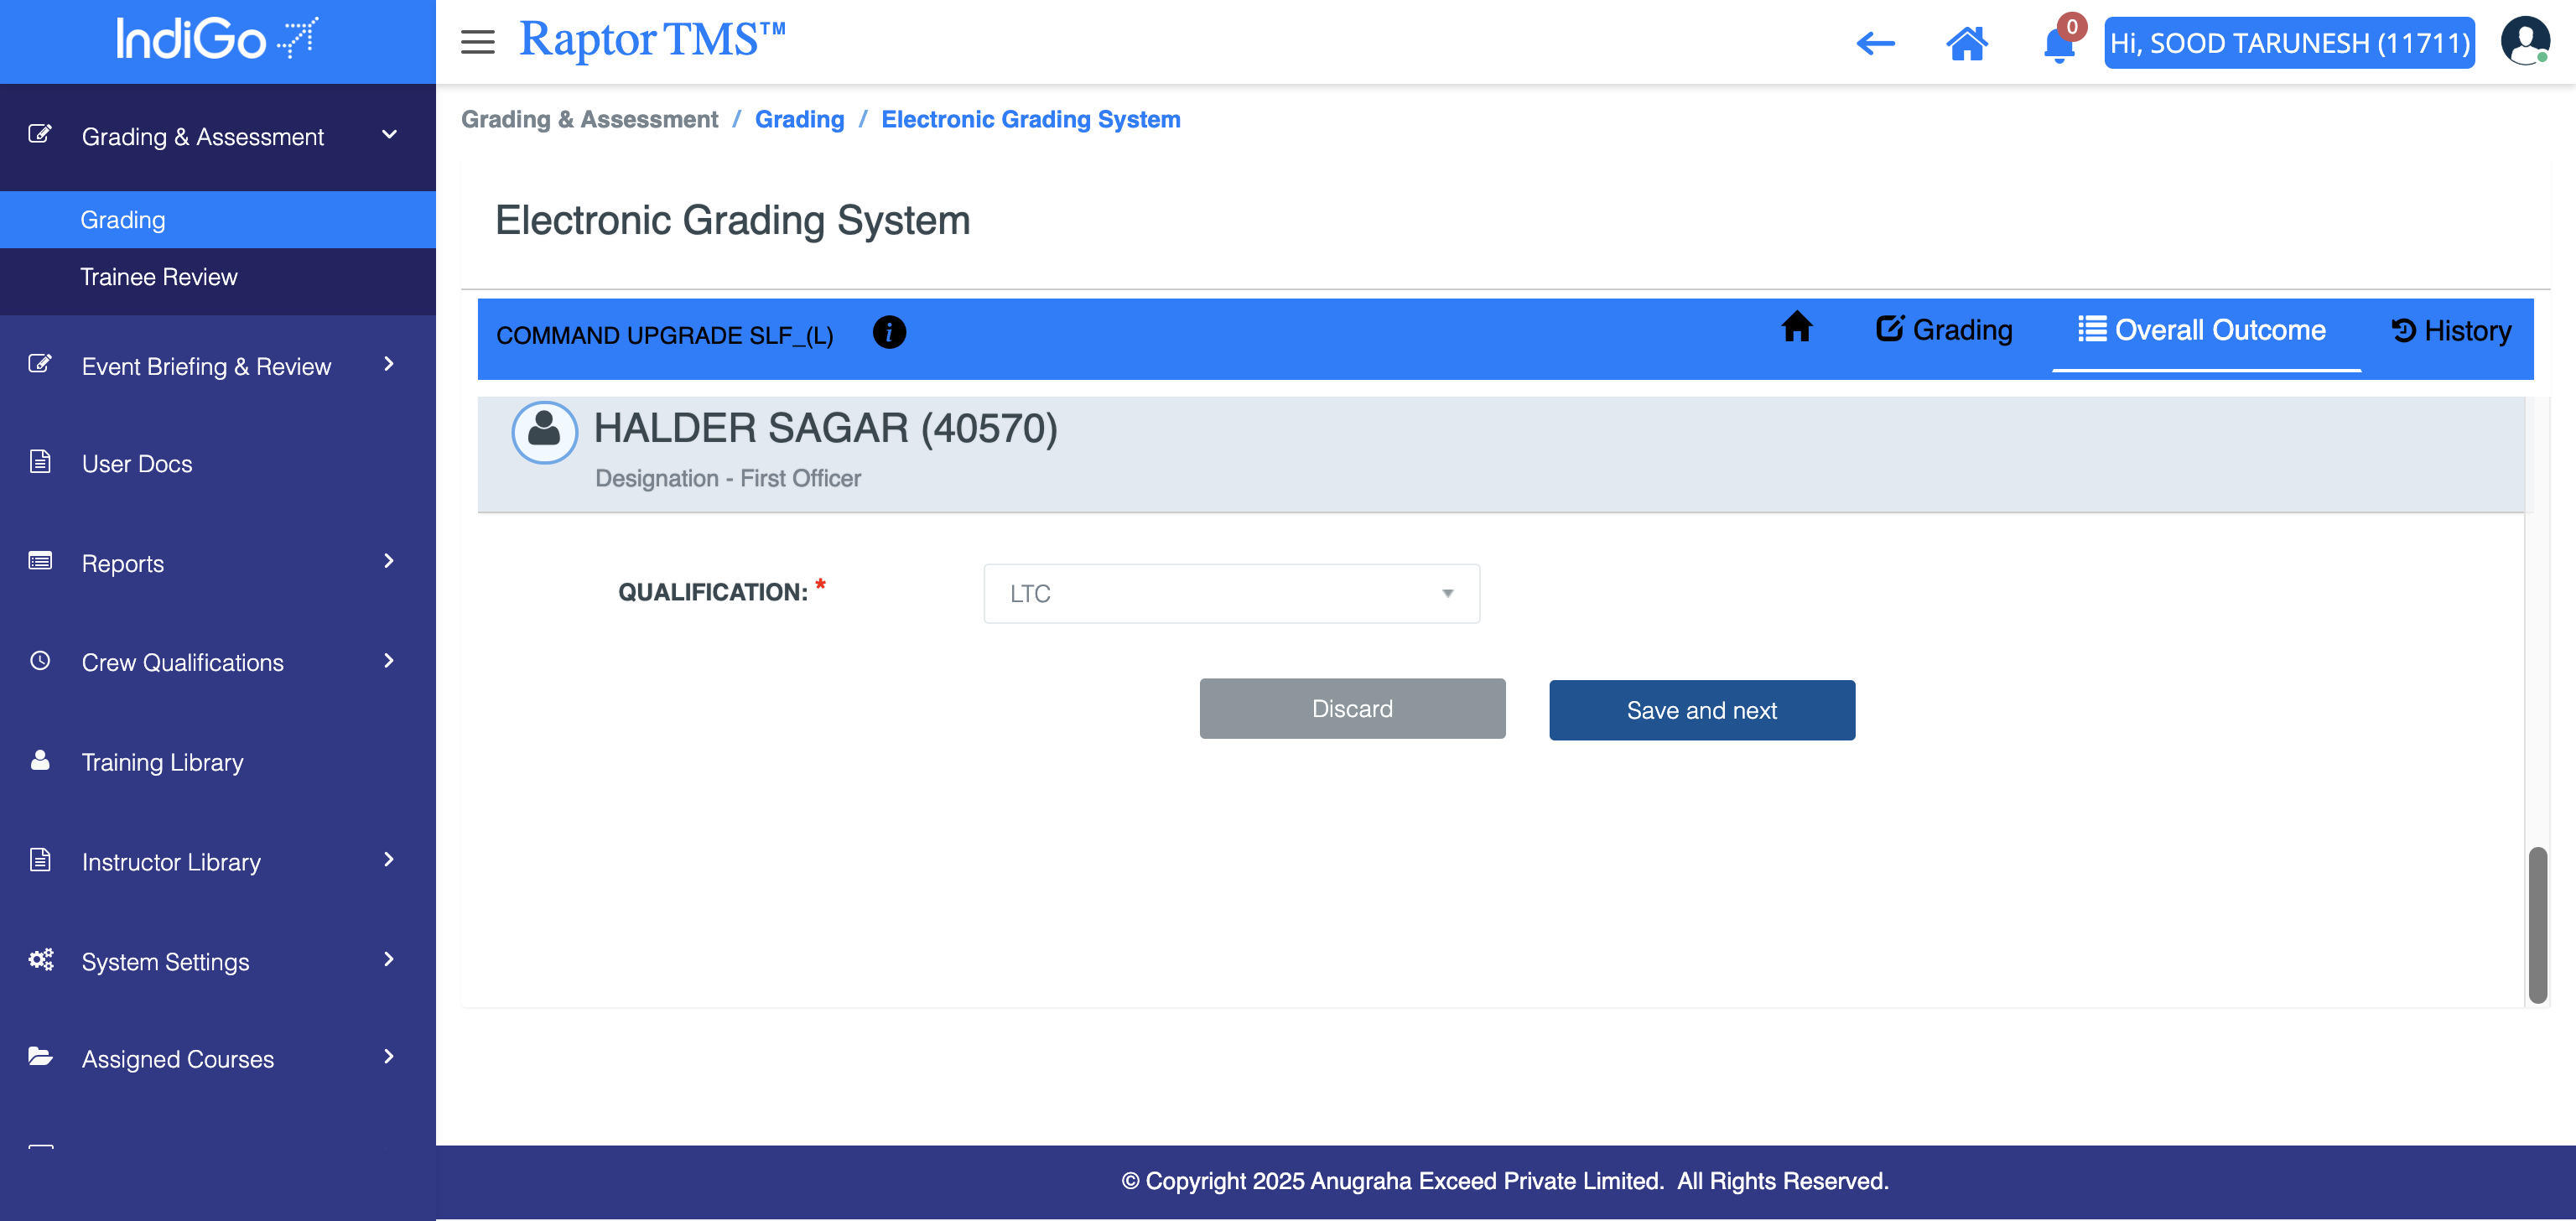 IndiGo
Raptor TMS™
0
Hi, SOOD TARUNESH (11711)
Grading & Assessment
Grading
Trainee Review
Event Briefing & Review
User Docs
Reports
Crew Qualifications
Training Library
Instructor Library
System Settings
Assigned Courses
Grading & Assessment / Grading / Electronic Grading System
Electronic Grading System
COMMAND UPGRADE SLF_(L) i
Grading
Overall Outcome
History
HALDER SAGAR (40570)
Designation - First Officer
QUALIFICATION: *
LTC
Discard
Save and next
© Copyright 2025 Anugraha Exceed Private Limited. All Rights Reserved.